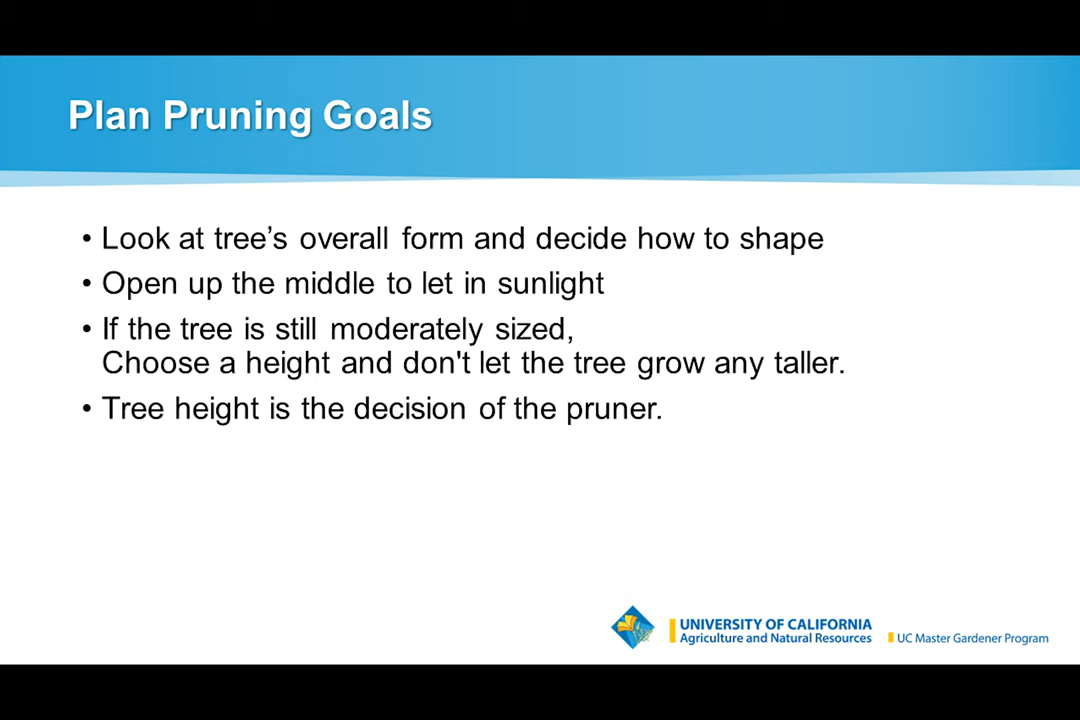 Plan Pruning Goals
• Look at tree’s overall form and decide how to shape
• Open up the middle to let in sunlight
• If the tree is still moderately sized,
Choose a height and don't let the tree grow any taller.
• Tree height is the decision of the pruner.
UNIVERSITY OF CALIFORNIA
Agriculture and Natural Resources
UC Master Gardener Program